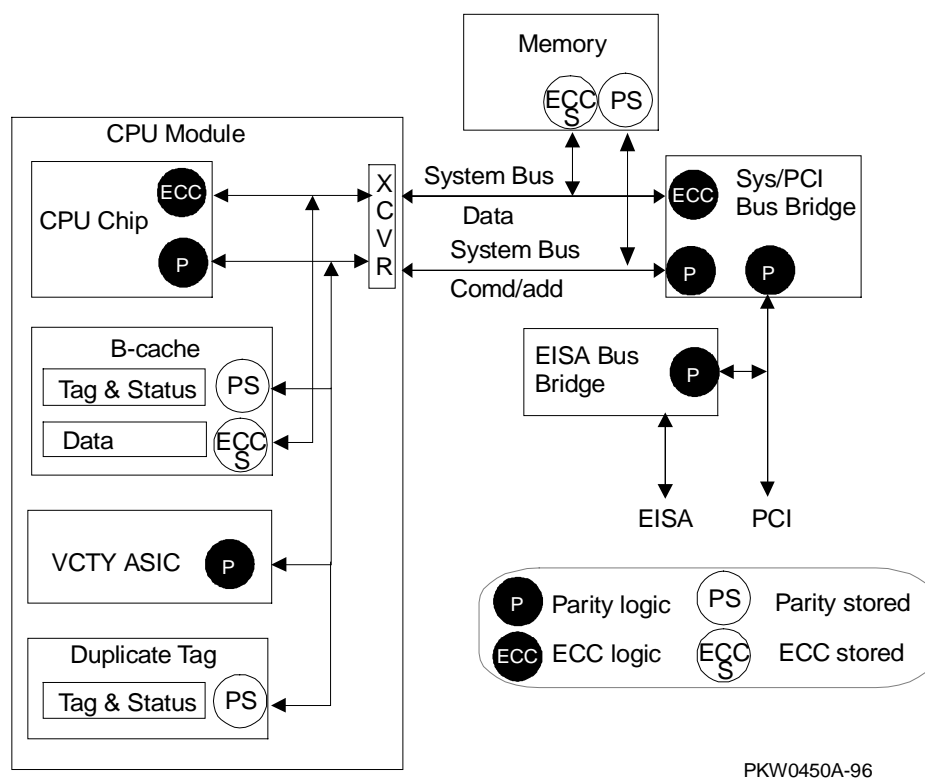 Memory
ECC
S
PS
CPU Module
CPU Chip
ECC
P
X
C
V
R
System Bus
Data
System Bus
Comd/add
ECC
Sys/PCI
Bus Bridge
P
P
B-cache
Tag & Status
PS
Data
ECC
S
EISA Bus
Bridge
P
EISA
PCI
VCTY ASIC
P
Duplicate Tag
Tag & Status
PS
P
Parity logic
PS
Parity stored
ECC
ECC logic
ECC
S
ECC stored
PKW0450A-96